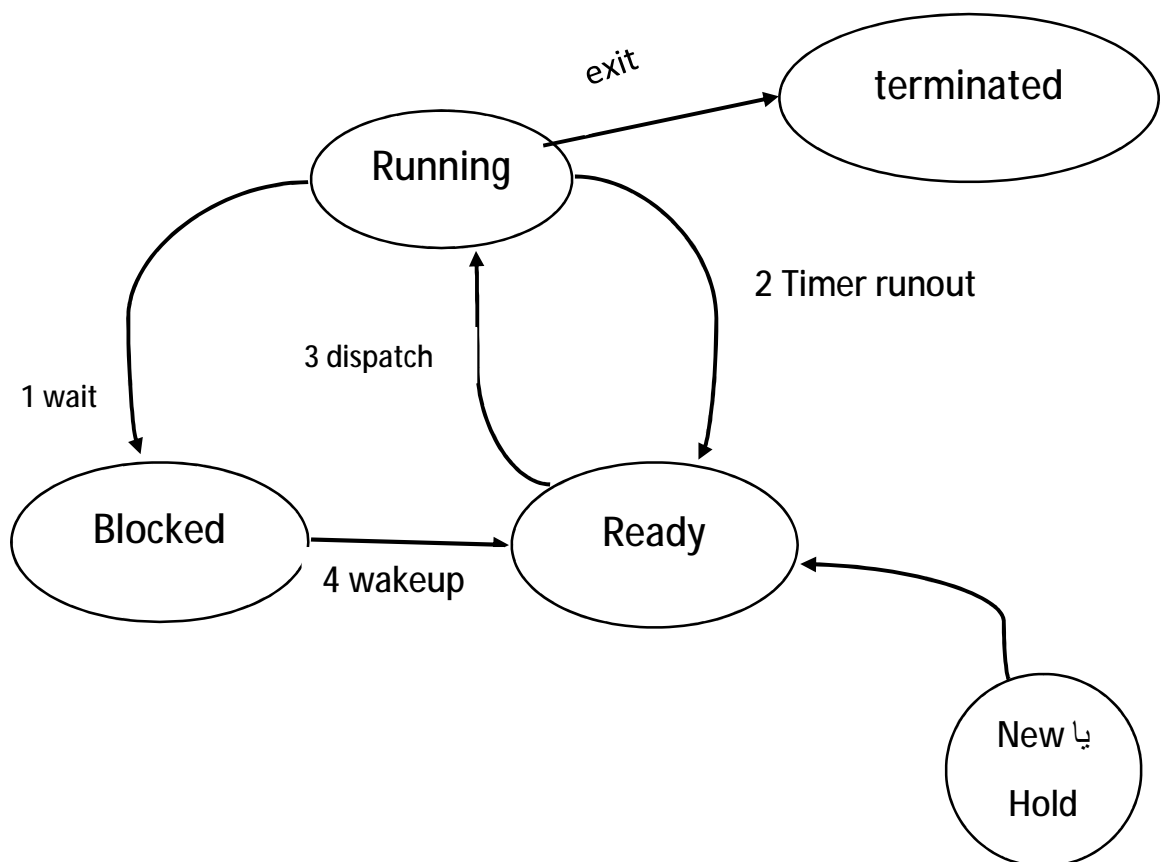 exit
terminated
Running
2 Timer runout
3 dispatch
1 wait
Blocked
Ready
4 wakeup
New یا
Hold